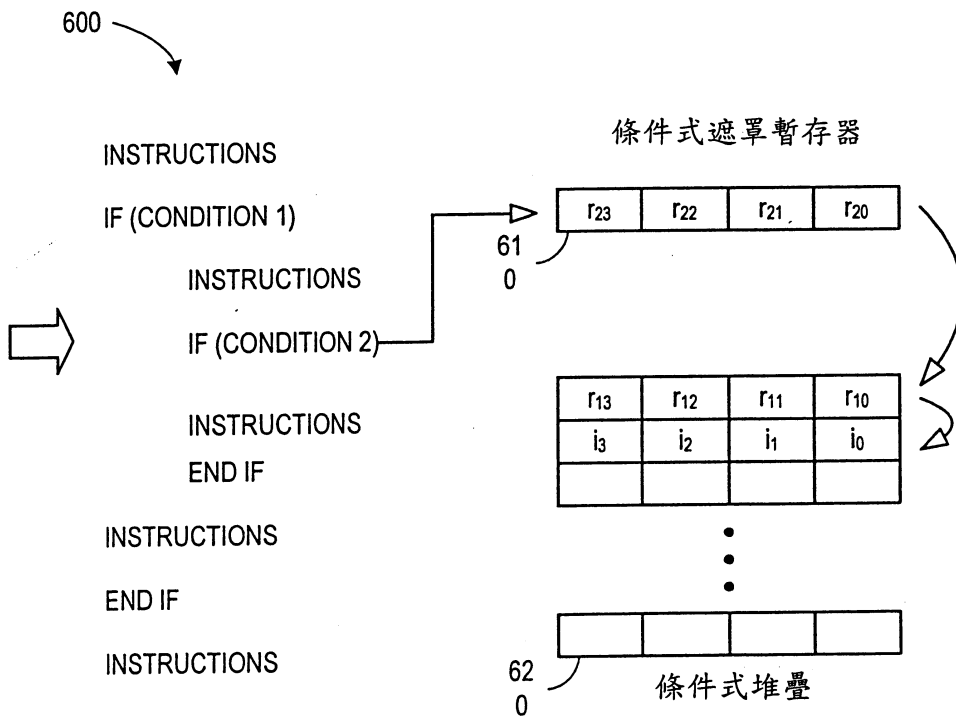 600
INSTRUCTIONS
IF (CONDITION 1)
INSTRUCTIONS
IF (CONDITION 2)
INSTRUCTIONS
END IF
INSTRUCTIONS
END IF
INSTRUCTIONS
條件式遮罩暫存器
r23 r22 r21 r20
61
0
r13 r12 r11 r10
i3 i2 i1 i0
62
0
條件式堆疊